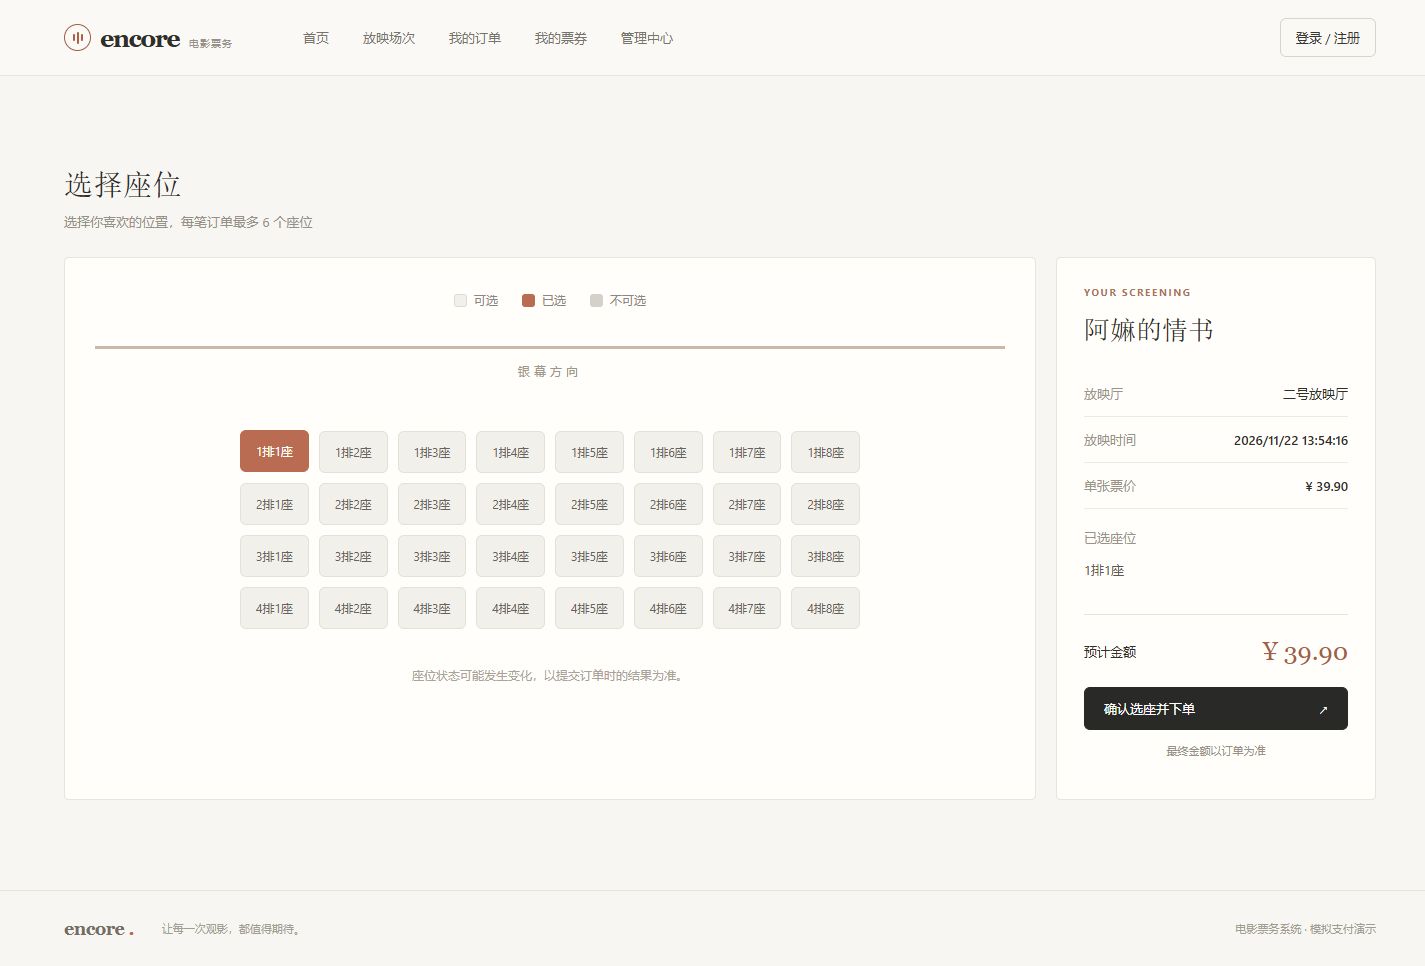 encore 电影票务 首页 放映场次 我的订单 我的票券 管理中心 登录 / 注册
选择座位
选择你喜欢的位置，每笔订单最多 6 个座位
可选 已选 不可选
银幕方向
1排1座 1排2座 1排3座 1排4座 1排5座 1排6座 1排7座 1排8座
2排1座 2排2座 2排3座 2排4座 2排5座 2排6座 2排7座 2排8座
3排1座 3排2座 3排3座 3排4座 3排5座 3排6座 3排7座 3排8座
4排1座 4排2座 4排3座 4排4座 4排5座 4排6座 4排7座 4排8座
座位状态可能发生变化，以提交订单时的结果为准。
YOUR SCREENING
阿嫲的情书
放映厅 二号放映厅
放映时间 2026/11/22 13:54:16
单张票价 ¥ 39.90
已选座位
1排1座
预计金额 ¥ 39.90
确认选座并下单 ↗
最终金额以订单为准
encore . 让每一次观影，都值得期待。 电影票务系统 · 模拟支付演示